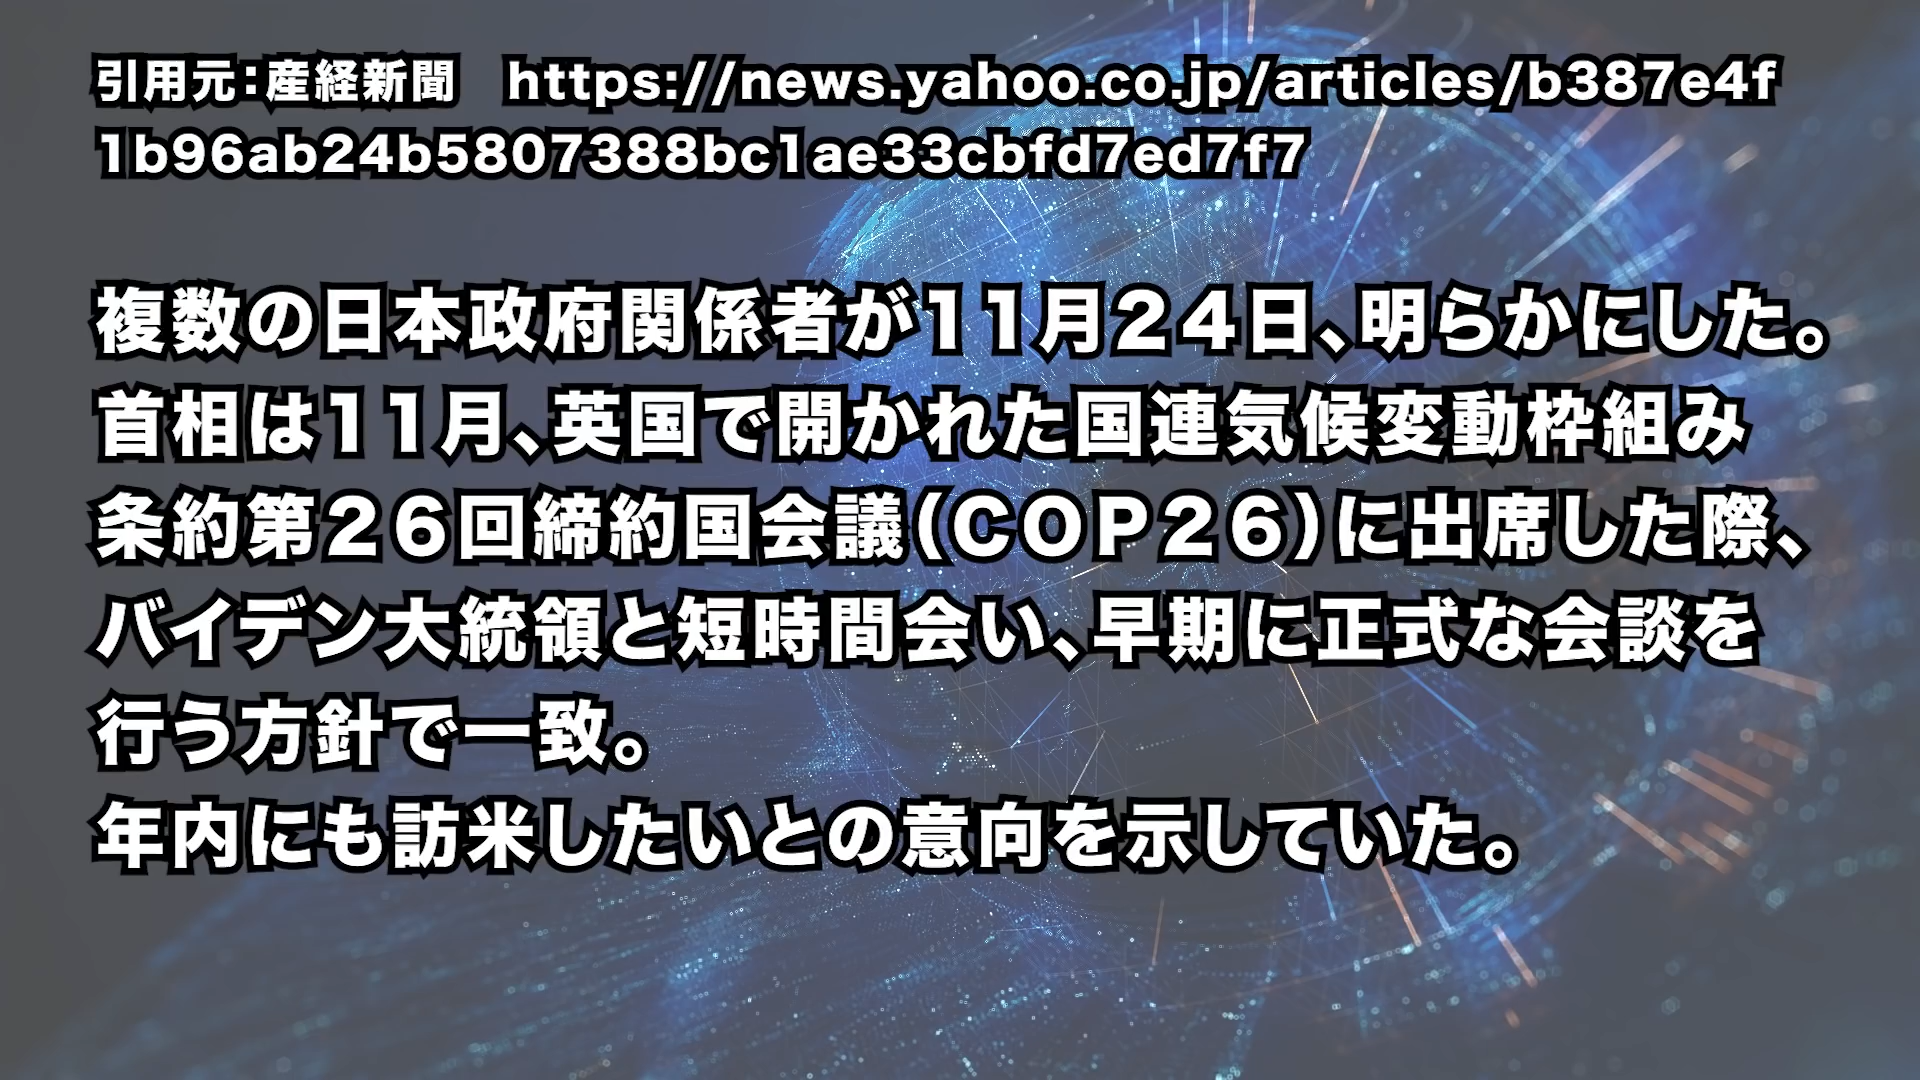 引用元：産経新聞　https://news.yahoo.co.jp/articles/b387e4f
1b96ab24b5807388bc1ae33cbfd7ed7f7
複数の日本政府関係者が１１月２４日、明らかにした。
首相は１１月、英国で開かれた国連気候変動枠組み
条約第２６回締約国会議（ＣＯＰ２６）に出席した際、
バイデン大統領と短時間会い、早期に正式な会談を
行う方針で一致。
年内にも訪米したいとの意向を示していた。